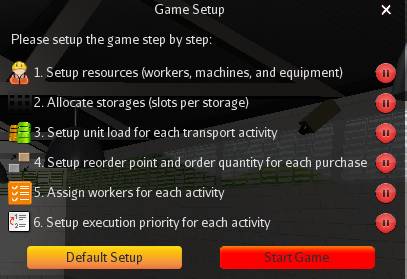 Game Setup
Please setup the game step by step:
1. Setup resources (workers, machines, and equipment)
2. Allocate storages (slots per storage)
3. Setup unit load for each transport activity
4. Setup reorder point and order quantity for each purchase
5. Assign workers for each activity
6. Setup execution priority for each activity
Default Setup
Start Game